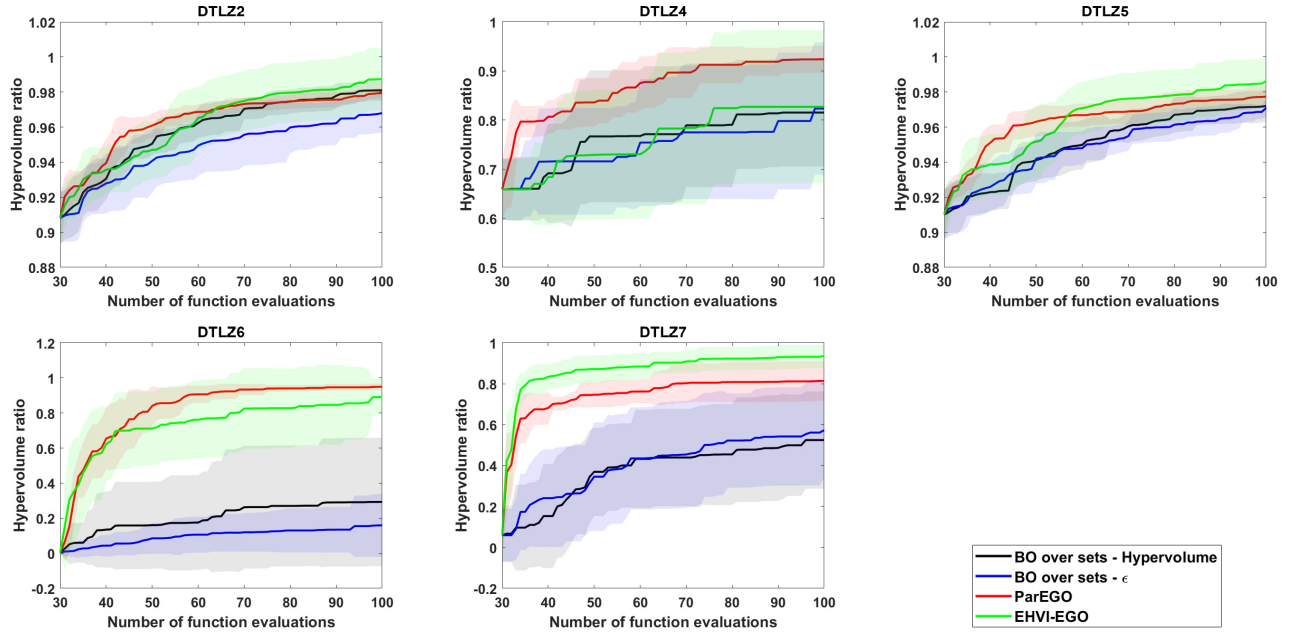 DTLZ2
1.02
1
0.98
0.96
0.94
0.92
0.9
0.88
Hypervolume ratio
30 40 50 60 70 80 90 100
Number of function evaluations
DTLZ4
1
0.9
0.8
0.7
0.6
0.5
Hypervolume ratio
30 40 50 60 70 80 90 100
Number of function evaluations
DTLZ5
1.02
1
0.98
0.96
0.94
0.92
0.9
0.88
Hypervolume ratio
30 40 50 60 70 80 90 100
Number of function evaluations
DTLZ6
1.2
1
0.8
0.6
0.4
0.2
0
-0.2
Hypervolume ratio
30 40 50 60 70 80 90 100
Number of function evaluations
DTLZ7
1
0.8
0.6
0.4
0.2
0
-0.2
Hypervolume ratio
30 40 50 60 70 80 90 100
Number of function evaluations
BO over sets - Hypervolume
BO over sets - ϵ
ParEGO
EHVI-EGO